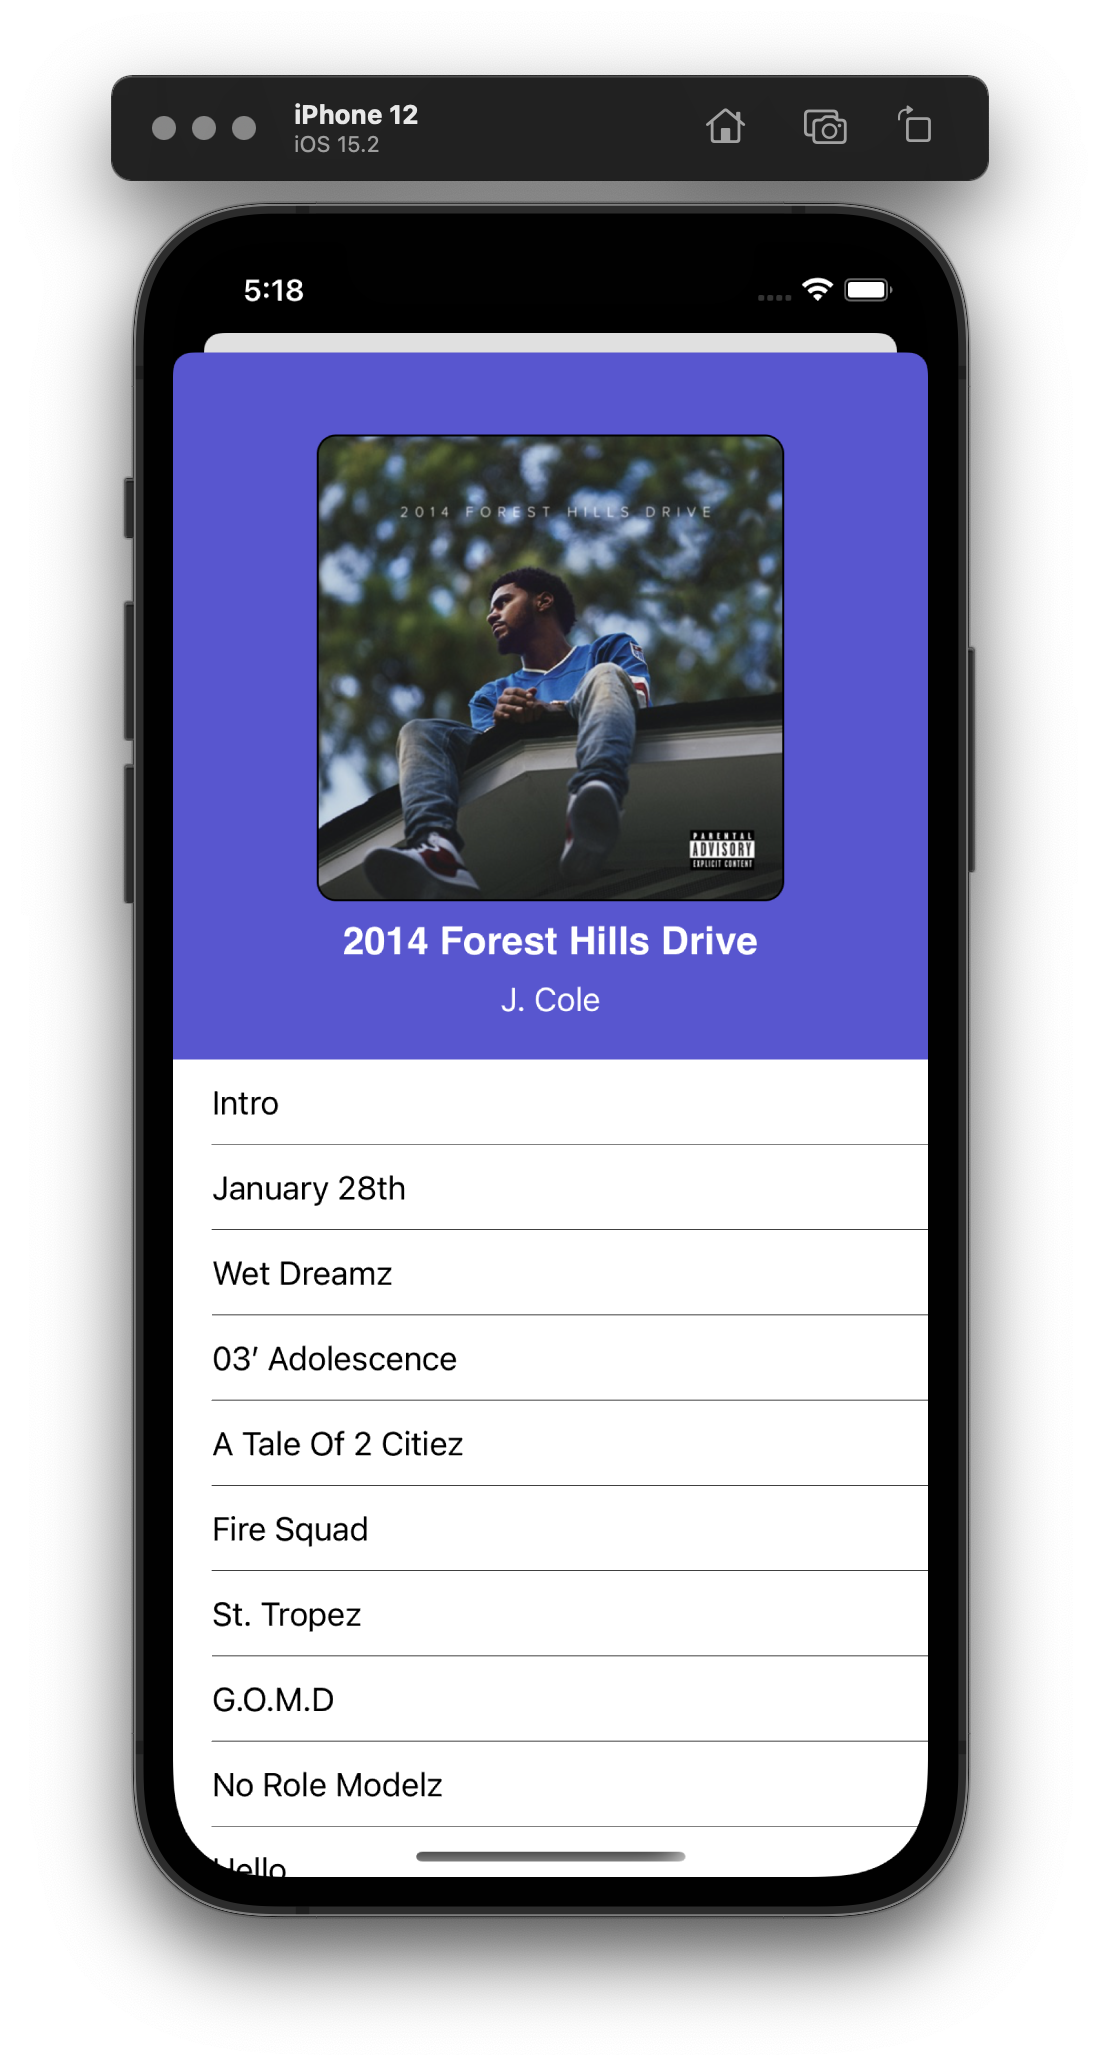 iPhone 12
iOS 15.2
5:18
2014 FOREST HILLS DRIVE
PARENTAL
ADVISORY
EXPLICIT CONTENT
2014 Forest Hills Drive
J. Cole
Intro
January 28th
Wet Dreamz
03’ Adolescence
A Tale Of 2 Citiez
Fire Squad
St. Tropez
G.O.M.D
No Role Modelz
Hello